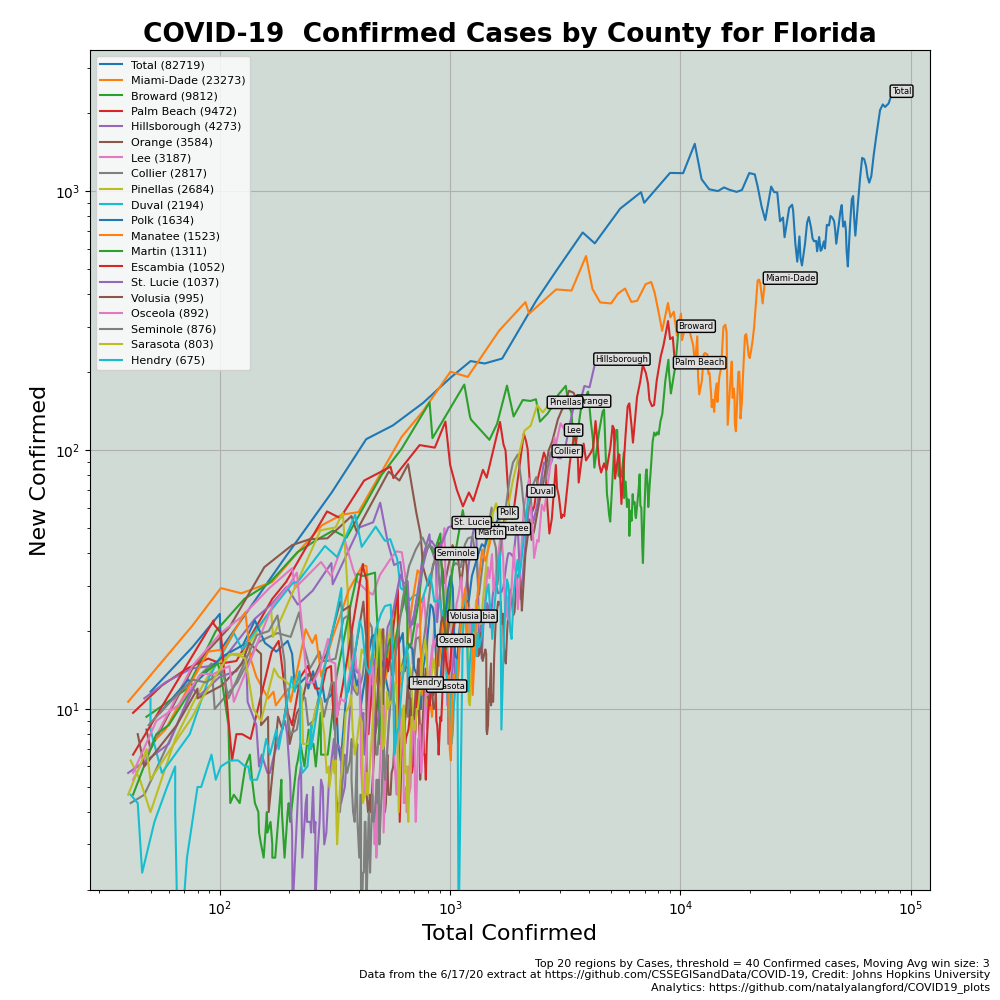 COVID-19  Confirmed Cases by County for Florida
Total (82719)
Miami-Dade (23273)
Broward (9812)
Palm Beach (9472)
Hillsborough (4273)
Orange (3584)
Lee (3187)
Collier (2817)
Pinellas (2684)
Duval (2194)
Polk (1634)
Manatee (1523)
Martin (1311)
Escambia (1052)
St. Lucie (1037)
Volusia (995)
Osceola (892)
Seminole (876)
Sarasota (803)
Hendry (675)
Total
Miami-Dade
Broward
Hillsborough
Palm Beach
Pinellas
Lee
Collier
Duval
Polk
St. Lucie
Martin
Seminole
Volusia
Osceola
Hendry
10³
10²
10¹
New Confirmed
10² 10³ 10⁴ 10⁵
Total Confirmed
Top 20 regions by Cases, threshold = 40 Confirmed cases, Moving Avg win size: 3
Data from the 6/17/20 extract at https://github.com/CSSEGISandData/COVID-19, Credit: Johns Hopkins University
Analytics: https://github.com/natalyalangford/COVID19_plots